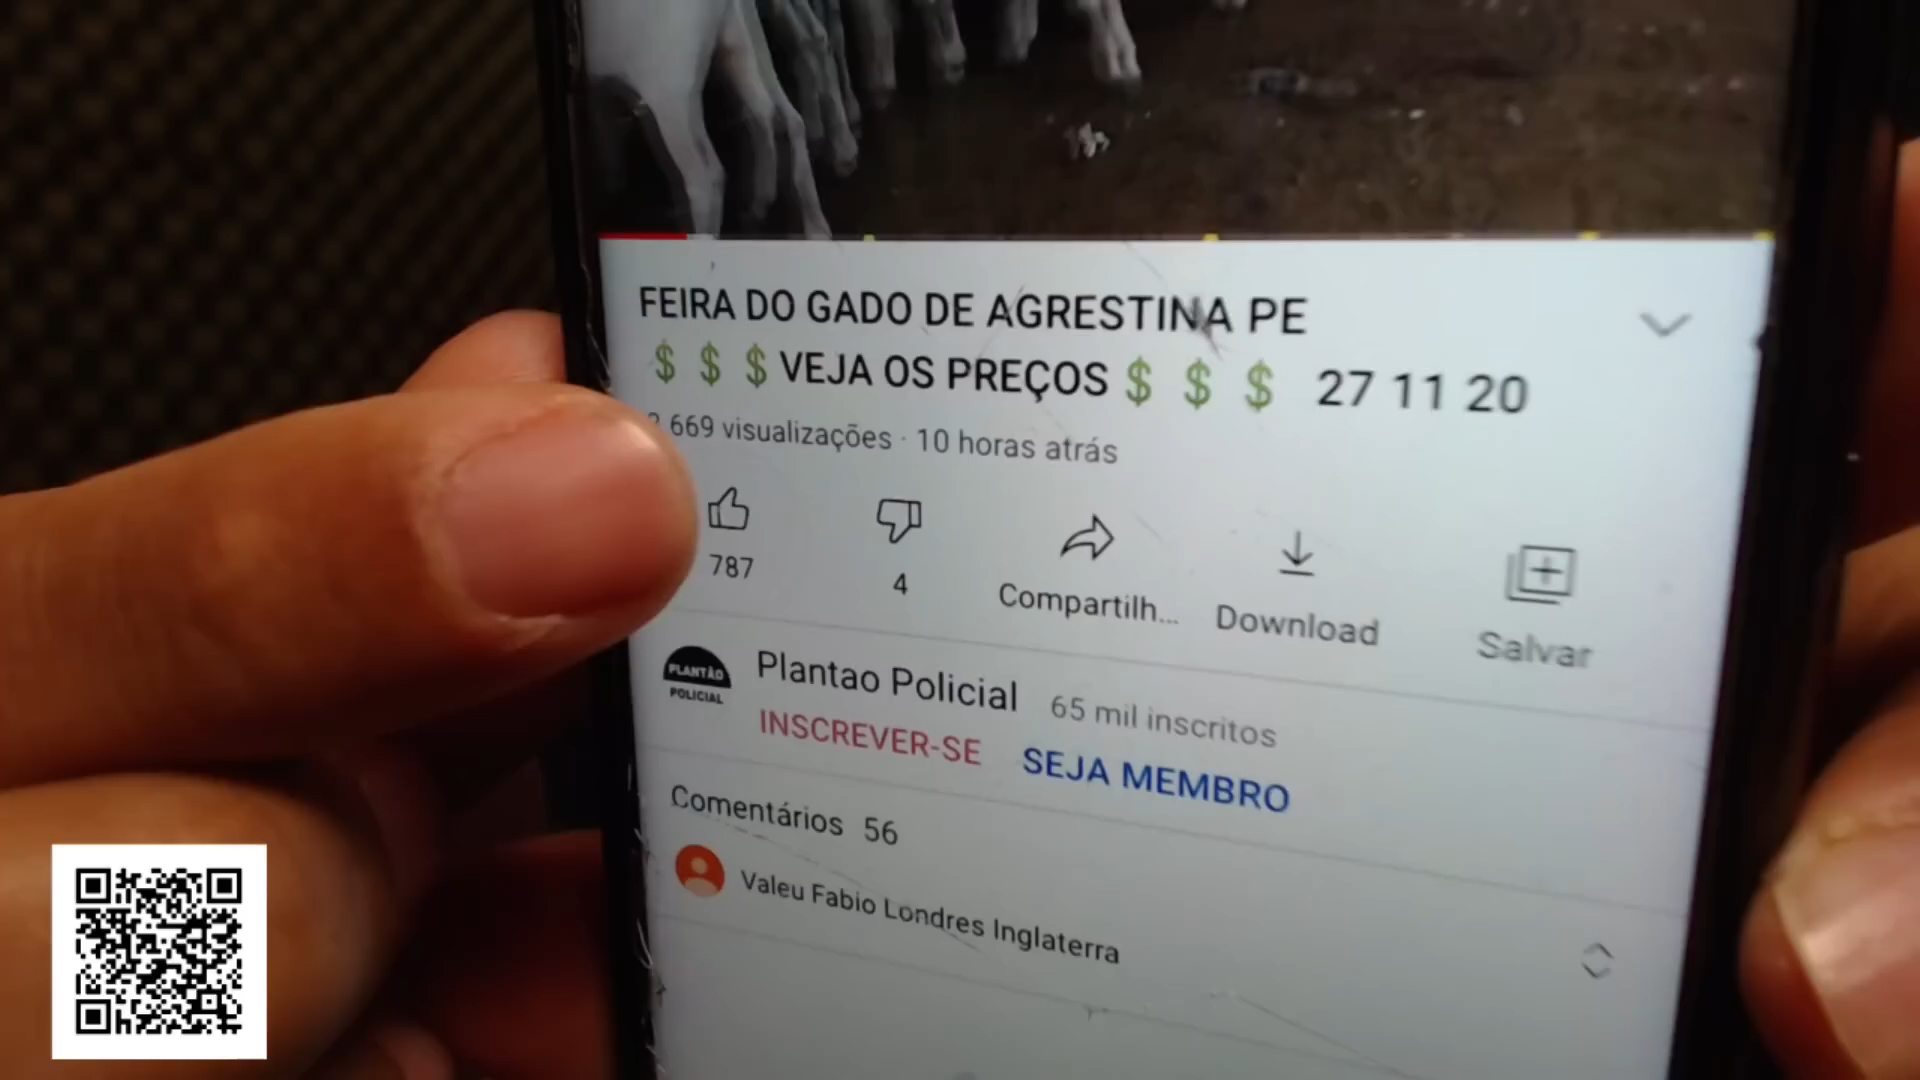 FEIRA DO GADO DE AGRESTINA PE
$ $ $ VEJA OS PREÇOS $ $ $ 27 11 20
669 visualizações · 10 horas atrás
787
4
Compartilh...
Download
Salvar
PLANTÃO
POLICIAL
Plantao Policial 65 mil inscritos
INSCREVER-SE SEJA MEMBRO
Comentários 56
Valeu Fabio Londres Inglaterra